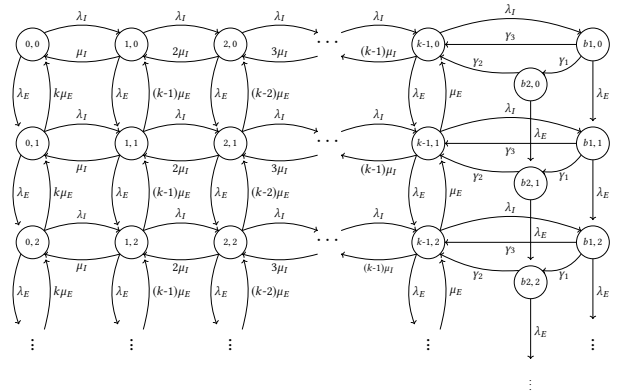 λ_I λ_I λ_I λ_I λ_I
0, 0 1, 0 2, 0 ··· k-1, 0 b1, 0
μ_I 2μ_I 3μ_I (k-1)μ_I γ_3
γ_2 γ_1
b2, 0
λ_E kμ_E λ_E (k-1)μ_E λ_E (k-2)μ_E λ_E μ_E λ_E
λ_I λ_I λ_I λ_I λ_I
λ_E
0, 1 1, 1 2, 1 ··· k-1, 1 b1, 1
μ_I 2μ_I 3μ_I (k-1)μ_I γ_3
γ_2 γ_1
b2, 1
λ_E kμ_E λ_E (k-1)μ_E λ_E (k-2)μ_E λ_E μ_E λ_E
λ_I λ_I λ_I λ_I λ_I
λ_E
0, 2 1, 2 2, 2 ··· k-1, 2 b1, 2
μ_I 2μ_I 3μ_I (k-1)μ_I γ_3
γ_2 γ_1
b2, 2
λ_E kμ_E λ_E (k-1)μ_E λ_E (k-2)μ_E λ_E μ_E λ_E
λ_E
⋮ ⋮ ⋮ ⋮ ⋮
⋮